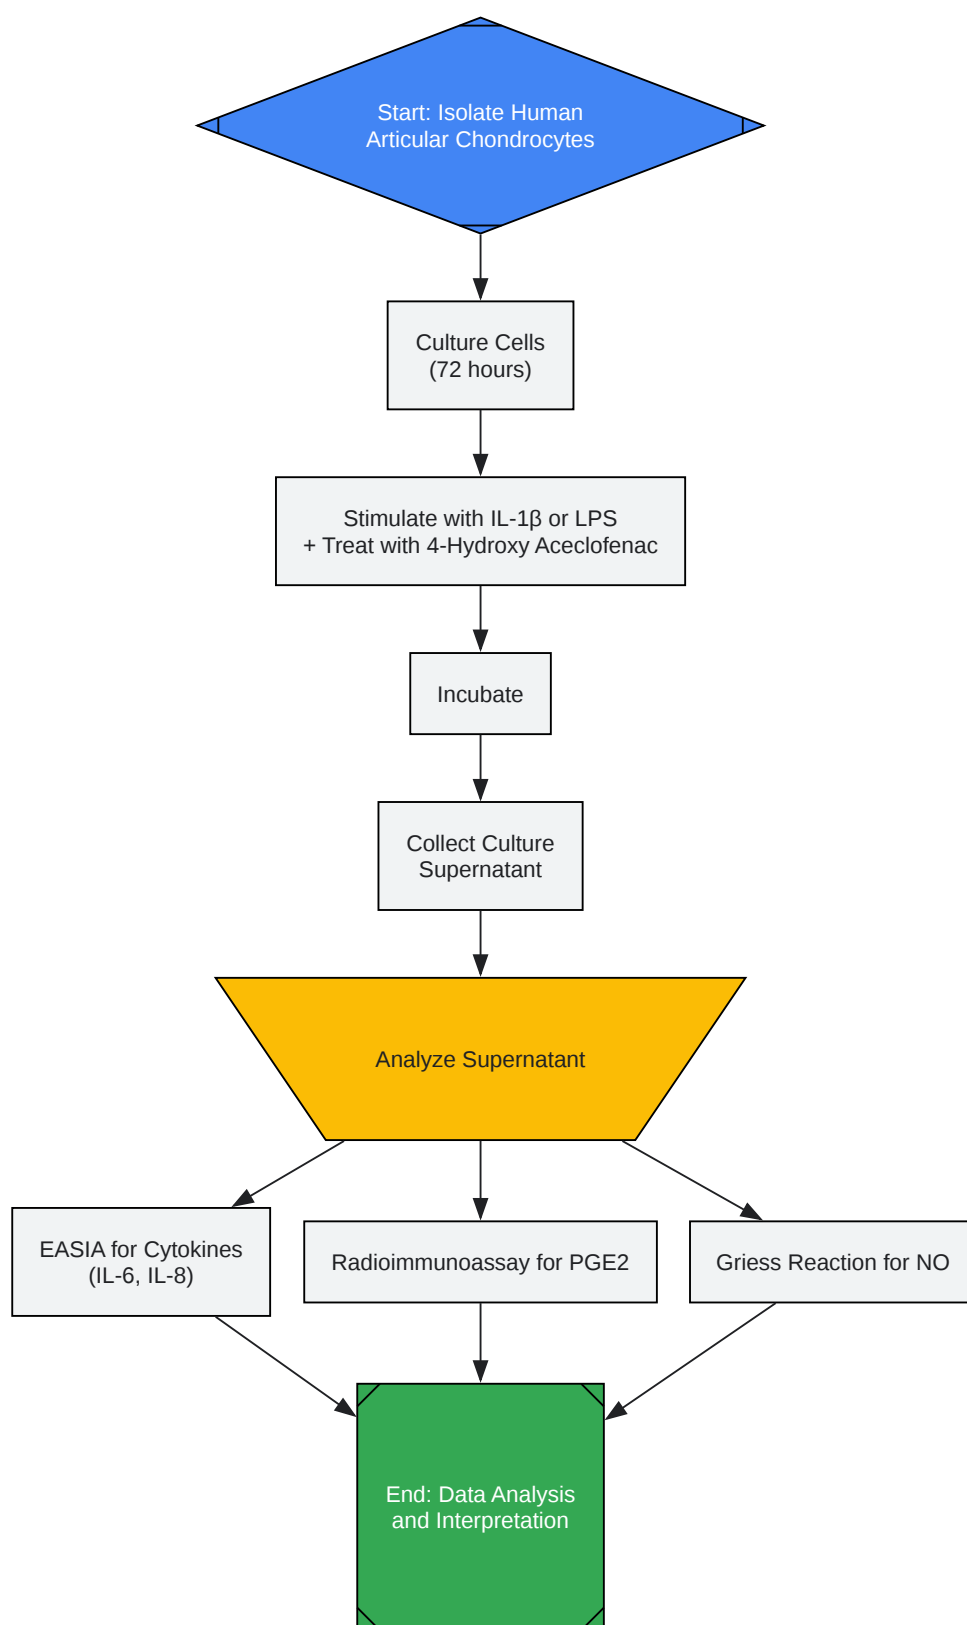 Start: Isolate Human
Articular Chondrocytes
Culture Cells
(72 hours)
Stimulate with IL-1β or LPS
+ Treat with 4-Hydroxy Aceclofenac
Incubate
Collect Culture
Supernatant
Analyze Supernatant
EASIA for Cytokines
(IL-6, IL-8)
Radioimmunoassay for PGE2
Griess Reaction for NO
End: Data Analysis
and Interpretation